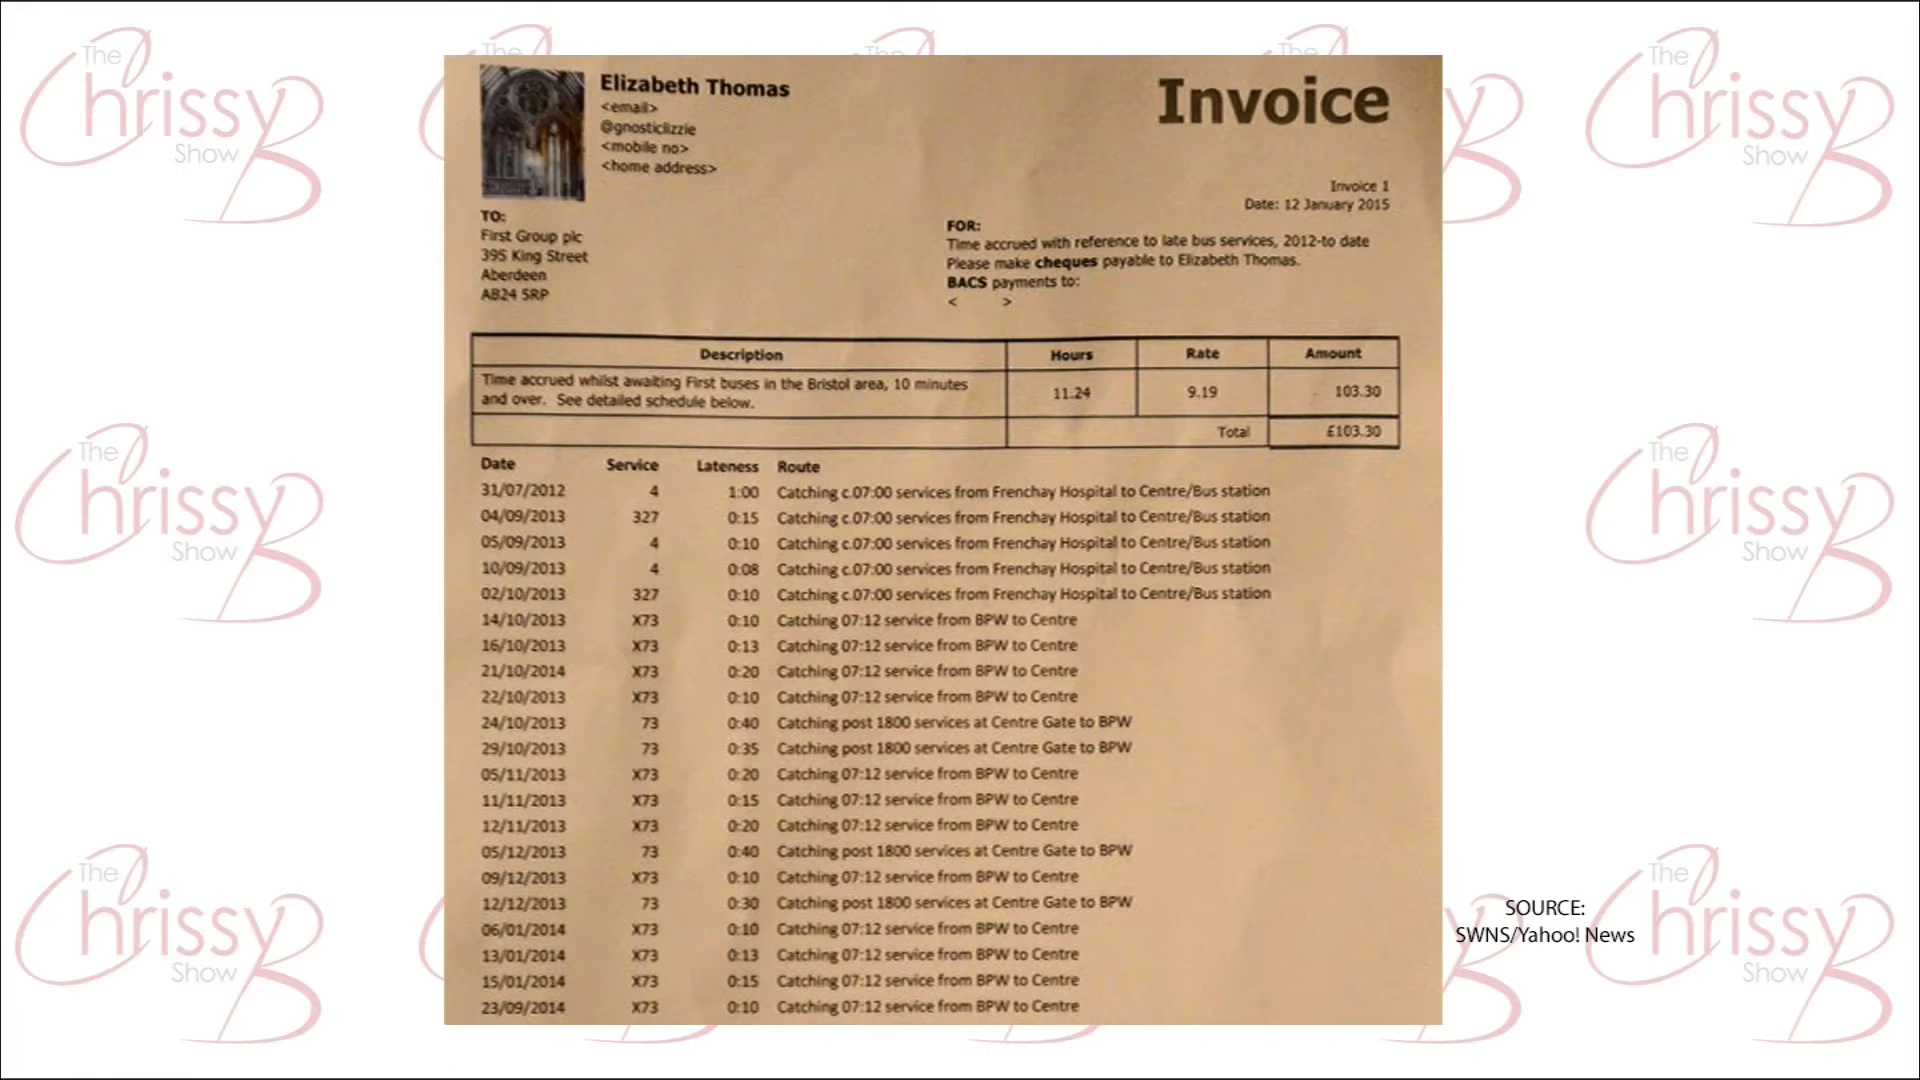 The Chrissy B Show
Elizabeth Thomas
<email>
@gnosticlizzie
<mobile no>
<home address>
Invoice
Invoice 1
Date: 12 January 2015
TO:
First Group plc
395 King Street
Aberdeen
AB24 5RP
FOR:
Time accrued with reference to late bus services, 2012-to date
Please make cheques payable to Elizabeth Thomas.
BACS payments to:
< >
Description Hours Rate Amount
Time accrued whilst awaiting First buses in the Bristol area, 10 minutes
and over. See detailed schedule below.
11.24 9.19 103.30
Total £103.30
Date Service Lateness Route
31/07/2012 4 1:00 Catching c.07:00 services from Frenchay Hospital to Centre/Bus station
04/09/2013 327 0:15 Catching c.07:00 services from Frenchay Hospital to Centre/Bus station
05/09/2013 4 0:10 Catching c.07:00 services from Frenchay Hospital to Centre/Bus station
10/09/2013 4 0:08 Catching c.07:00 services from Frenchay Hospital to Centre/Bus station
02/10/2013 327 0:10 Catching c.07:00 services from Frenchay Hospital to Centre/Bus station
14/10/2013 X73 0:10 Catching 07:12 service from BPW to Centre
16/10/2013 X73 0:13 Catching 07:12 service from BPW to Centre
21/10/2014 X73 0:20 Catching 07:12 service from BPW to Centre
22/10/2013 X73 0:10 Catching 07:12 service from BPW to Centre
24/10/2013 73 0:40 Catching post 1800 services at Centre Gate to BPW
29/10/2013 73 0:35 Catching post 1800 services at Centre Gate to BPW
05/11/2013 X73 0:20 Catching 07:12 service from BPW to Centre
11/11/2013 X73 0:15 Catching 07:12 service from BPW to Centre
12/11/2013 X73 0:20 Catching 07:12 service from BPW to Centre
05/12/2013 73 0:40 Catching post 1800 services at Centre Gate to BPW
09/12/2013 X73 0:10 Catching 07:12 service from BPW to Centre
12/12/2013 73 0:30 Catching post 1800 services at Centre Gate to BPW
06/01/2014 X73 0:10 Catching 07:12 service from BPW to Centre
13/01/2014 X73 0:13 Catching 07:12 service from BPW to Centre
15/01/2014 X73 0:15 Catching 07:12 service from BPW to Centre
23/09/2014 X73 0:10 Catching 07:12 service from BPW to Centre
SOURCE:
SWNS/Yahoo! News